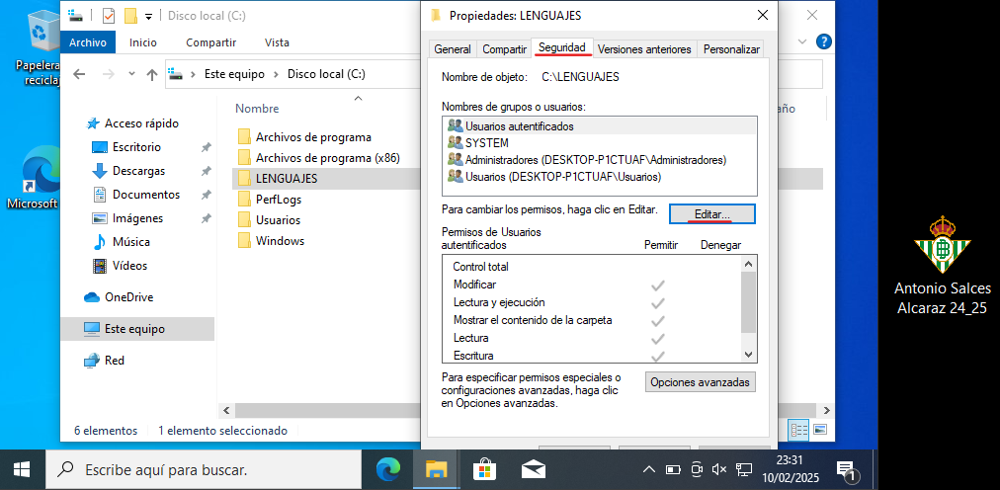 Papelera
reciclaj
Microsoft
Disco local (C:)
Archivo
Inicio
Compartir
Vista
Este equipo
Disco local (C:)
Nombre
año
Acceso rápido
Escritorio
Descargas
Documentos
Imágenes
Música
Vídeos
OneDrive
Este equipo
Red
Archivos de programa
Archivos de programa (x86)
LENGUAJES
PerfLogs
Usuarios
Windows
6 elementos
1 elemento seleccionado
Propiedades: LENGUAJES
General
Compartir
Seguridad
Versiones anteriores
Personalizar
Nombre de objeto: C:\LENGUAJES
Nombres de grupos o usuarios:
Usuarios autentificados
SYSTEM
Administradores (DESKTOP-P1CTUAF\Administradores)
Usuarios (DESKTOP-P1CTUAF\Usuarios)
Para cambiar los permisos, haga clic en Editar.
Editar...
Permisos de Usuarios
autentificados
Permitir
Denegar
Control total
Modificar
Lectura y ejecución
Mostrar el contenido de la carpeta
Lectura
Escritura
Para especificar permisos especiales o
configuraciones avanzadas, haga clic
en Opciones avanzadas.
Opciones avanzadas
Antonio Salces
Alcaraz 24_25
Escribe aquí para buscar.
23:31
10/02/2025
1